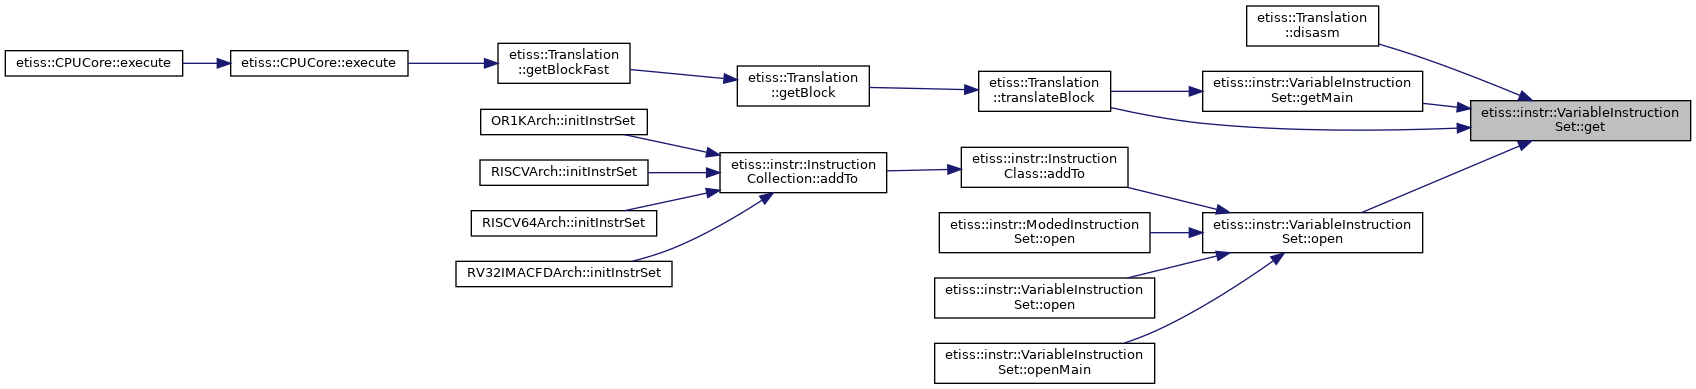 etiss::Translation
::disasm
etiss::CPUCore::execute
etiss::CPUCore::execute
etiss::Translation
::getBlockFast
etiss::Translation
::getBlock
etiss::Translation
::translateBlock
etiss::instr::VariableInstruction
Set::getMain
etiss::instr::VariableInstruction
Set::get
OR1KArch::initInstrSet
RISCVArch::initInstrSet
RISCV64Arch::initInstrSet
RV32IMACFDArch::initInstrSet
etiss::instr::Instruction
Collection::addTo
etiss::instr::Instruction
Class::addTo
etiss::instr::ModedInstruction
Set::open
etiss::instr::VariableInstruction
Set::open
etiss::instr::VariableInstruction
Set::open
etiss::instr::VariableInstruction
Set::openMain